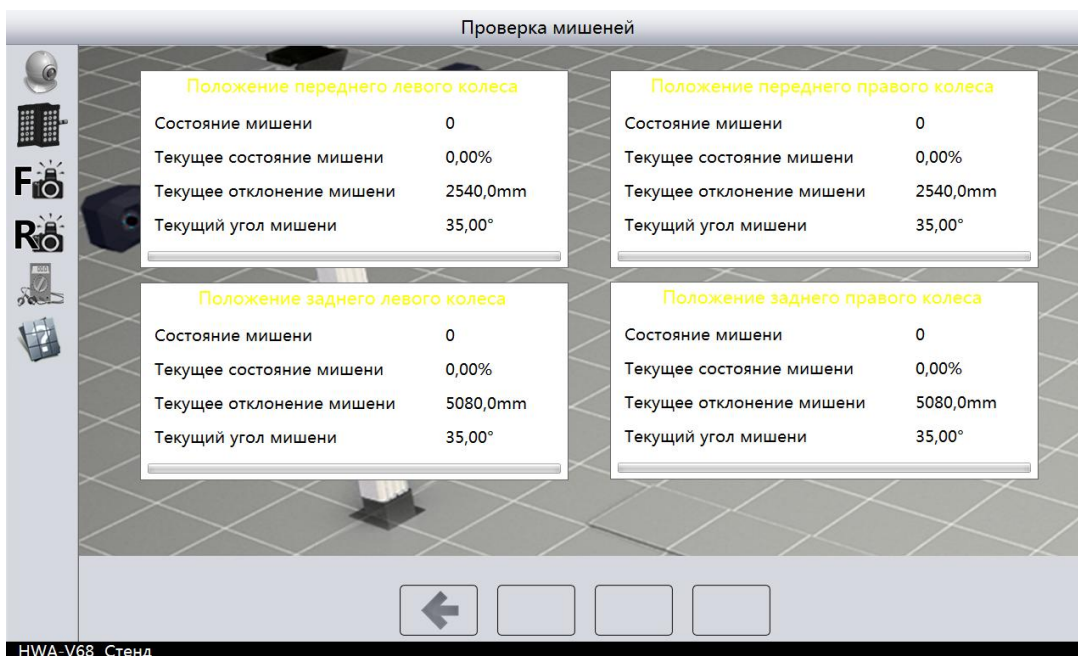 Проверка мишеней
Положение переднего левого колеса
Состояние мишени 0
Текущее состояние мишени 0,00%
Текущее отклонение мишени 2540,0mm
Текущий угол мишени 35,00°
Положение переднего правого колеса
Состояние мишени 0
Текущее состояние мишени 0,00%
Текущее отклонение мишени 2540,0mm
Текущий угол мишени 35,00°
F
R
Положение заднего левого колеса
Состояние мишени 0
Текущее состояние мишени 0,00%
Текущее отклонение мишени 5080,0mm
Текущий угол мишени 35,00°
Положение заднего правого колеса
Состояние мишени 0
Текущее состояние мишени 0,00%
Текущее отклонение мишени 5080,0mm
Текущий угол мишени 35,00°
HWA-V68 Стенд